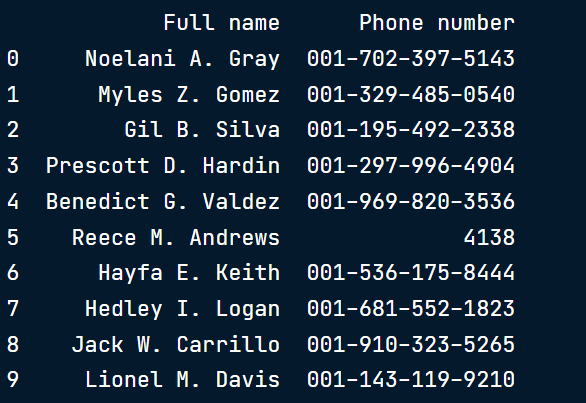 Full name Phone number
0 Noelani A. Gray 001-702-397-5143
1 Myles Z. Gomez 001-329-485-0540
2 Gil B. Silva 001-195-492-2338
3 Prescott D. Hardin 001-297-996-4904
4 Benedict G. Valdez 001-969-820-3536
5 Reece M. Andrews 4138
6 Hayfa E. Keith 001-536-175-8444
7 Hedley I. Logan 001-681-552-1823
8 Jack W. Carrillo 001-910-323-5265
9 Lionel M. Davis 001-143-119-9210